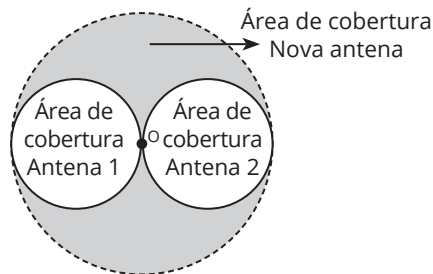 Área de cobertura
Nova antena
Área de
cobertura
Antena 1
O
Área de
cobertura
Antena 2